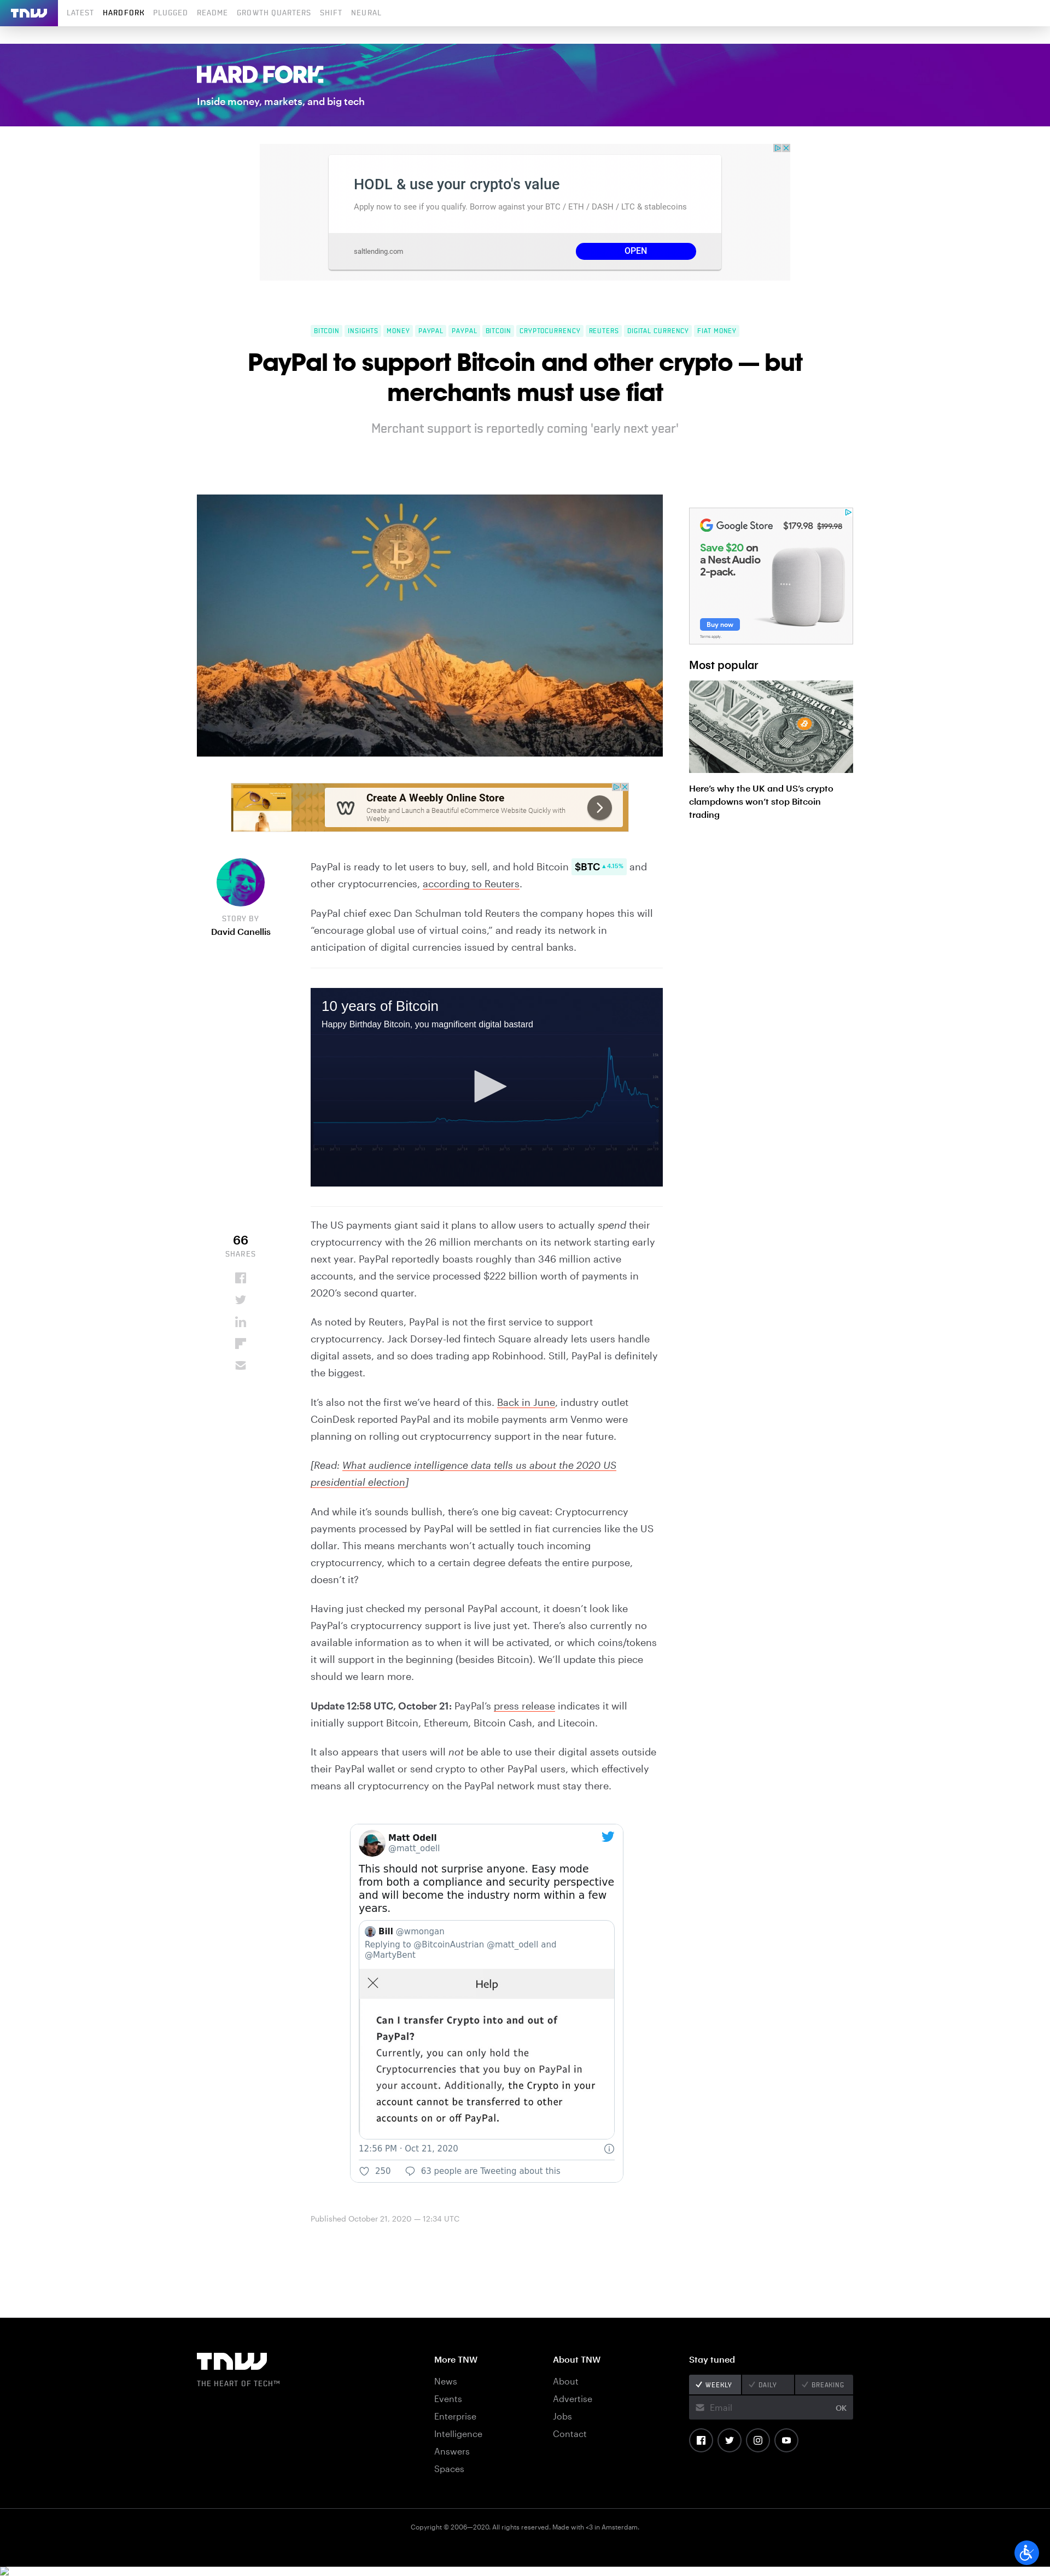 TNW
LATEST HARDFORK PLUGGED README GROWTH QUARTERS SHIFT NEURAL
HARD FORK
Inside money, markets, and big tech
HODL & use your crypto's value
Apply now to see if you qualify. Borrow against your BTC / ETH / DASH / LTC & stablecoins
saltlending.com
OPEN
BITCOIN INSIGHTS MONEY PAYPAL PAYPAL BITCOIN CRYPTOCURRENCY REUTERS DIGITAL CURRENCY FIAT MONEY
PayPal to support Bitcoin and other crypto — but
merchants must use fiat
Merchant support is reportedly coming 'early next year'
Google Store
$179.98 $199.98
Save $20 on
a Nest Audio
2-pack.
Buy now
Terms apply.
Most popular
ONE
Here's why the UK and US's crypto
clampdowns won't stop Bitcoin
trading
Create A Weebly Online Store
Create and Launch a Beautiful eCommerce Website Quickly with
Weebly.
STORY BY
David Canellis
PayPal is ready to let users to buy, sell, and hold Bitcoin $BTC ▲4.15% and
other cryptocurrencies, according to Reuters.
PayPal chief exec Dan Schulman told Reuters the company hopes this will
“encourage global use of virtual coins,” and ready its network in
anticipation of digital currencies issued by central banks.
10 years of Bitcoin
Happy Birthday Bitcoin, you magnificent digital bastard
66
SHARES
The US payments giant said it plans to allow users to actually spend their
cryptocurrency with the 26 million merchants on its network starting early
next year. PayPal reportedly boasts roughly than 346 million active
accounts, and the service processed $222 billion worth of payments in
2020’s second quarter.
As noted by Reuters, PayPal is not the first service to support
cryptocurrency. Jack Dorsey-led fintech Square already lets users handle
digital assets, and so does trading app Robinhood. Still, PayPal is definitely
the biggest.
It’s also not the first we’ve heard of this. Back in June, industry outlet
CoinDesk reported PayPal and its mobile payments arm Venmo were
planning on rolling out cryptocurrency support in the near future.
[Read: What audience intelligence data tells us about the 2020 US
presidential election]
And while it’s sounds bullish, there’s one big caveat: Cryptocurrency
payments processed by PayPal will be settled in fiat currencies like the US
dollar. This means merchants won’t actually touch incoming
cryptocurrency, which to a certain degree defeats the entire purpose,
doesn’t it?
Having just checked my personal PayPal account, it doesn’t look like
PayPal’s cryptocurrency support is live just yet. There’s also currently no
available information as to when it will be activated, or which coins/tokens
it will support in the beginning (besides Bitcoin). We’ll update this piece
should we learn more.
Update 12:58 UTC, October 21: PayPal’s press release indicates it will
initially support Bitcoin, Ethereum, Bitcoin Cash, and Litecoin.
It also appears that users will not be able to use their digital assets outside
their PayPal wallet or send crypto to other PayPal users, which effectively
means all cryptocurrency on the PayPal network must stay there.
Matt Odell
@matt_odell
This should not surprise anyone. Easy mode
from both a compliance and security perspective
and will become the industry norm within a few
years.
Bill @wmongan
Replying to @BitcoinAustrian @matt_odell and
@MartyBent
Help
Can I transfer Crypto into and out of
PayPal?
Currently, you can only hold the
Cryptocurrencies that you buy on PayPal in
your account. Additionally, the Crypto in your
account cannot be transferred to other
accounts on or off PayPal.
12:56 PM · Oct 21, 2020
250 63 people are Tweeting about this
Published October 21, 2020 — 12:34 UTC
TNW
THE HEART OF TECH™
More TNW
News
Events
Enterprise
Intelligence
Answers
Spaces
About TNW
About
Advertise
Jobs
Contact
Stay tuned
WEEKLY DAILY BREAKING
Email OK
Copyright © 2006—2020. All rights reserved. Made with <3 in Amsterdam.